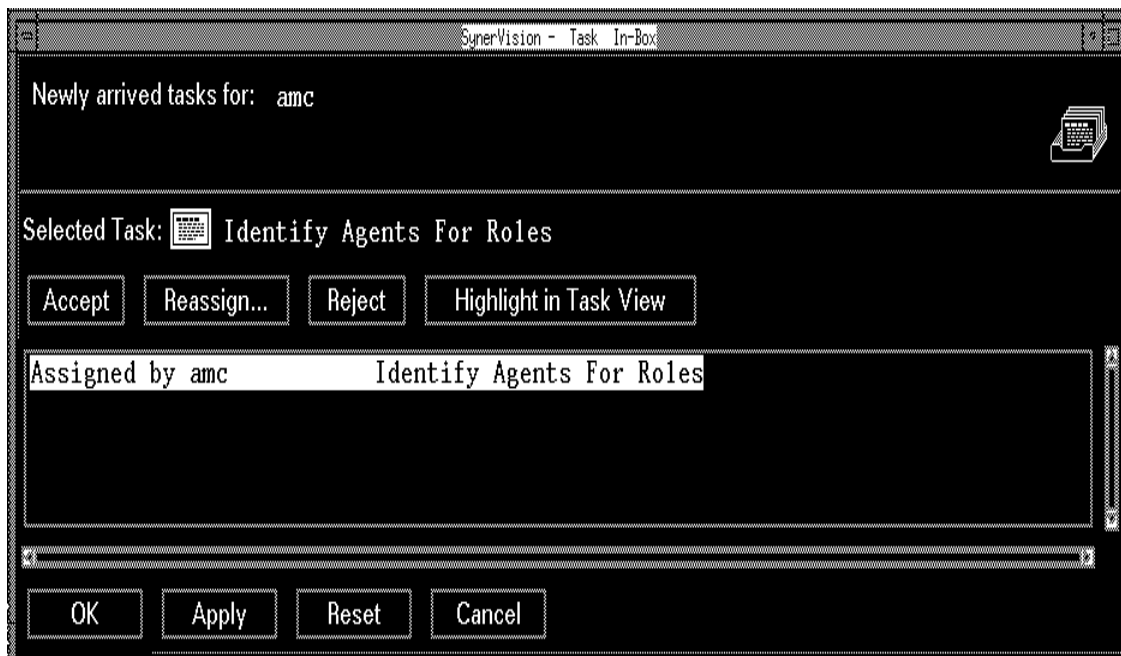 SynerVision - Task In-Box
Newly arrived tasks for: amc
Selected Task: Identify Agents For Roles
Accept Reassign... Reject Highlight in Task View
Assigned by amc Identify Agents For Roles
OK Apply Reset Cancel